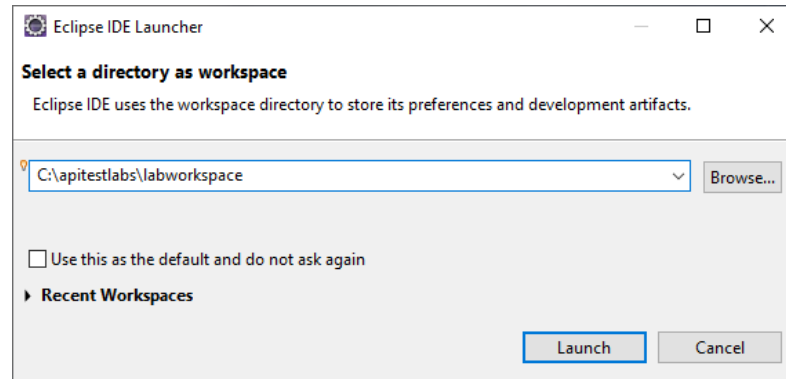 Eclipse IDE Launcher
Select a directory as workspace
Eclipse IDE uses the workspace directory to store its preferences and development artifacts.
C:\apitestlabs\labworkspace
Browse...
Use this as the default and do not ask again
Recent Workspaces
Launch Cancel